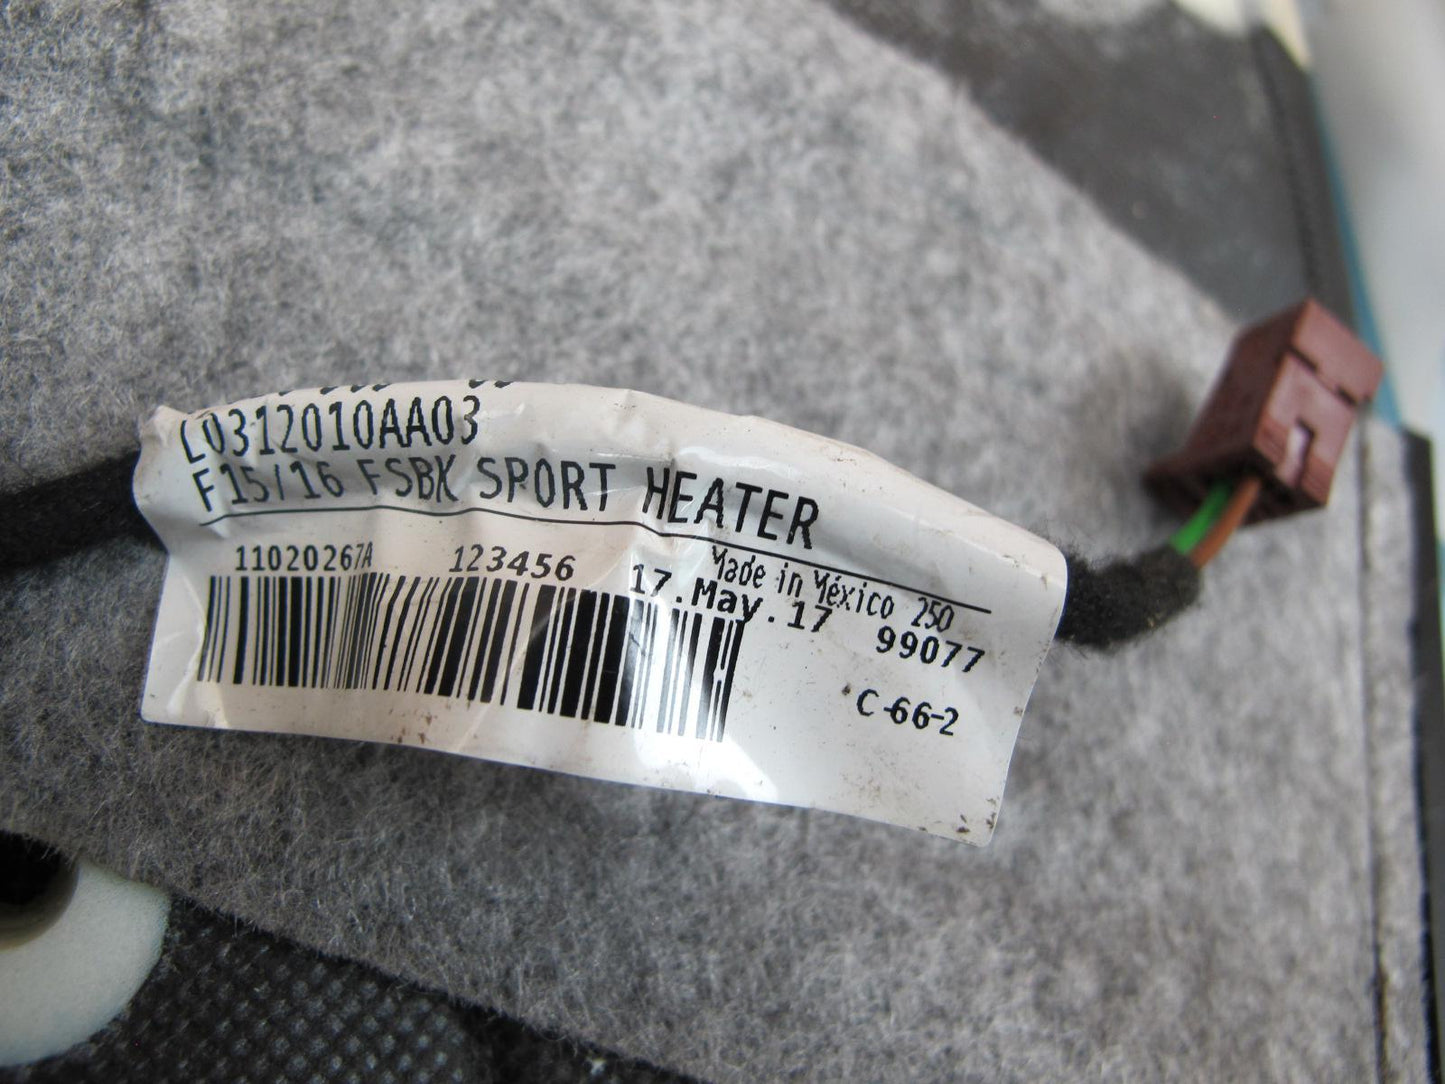 L0312010AA03
F15/16 FSBK SPORT HEATER
11020267A 123456
Made in México 250
17.May.17 99077
C-66-2